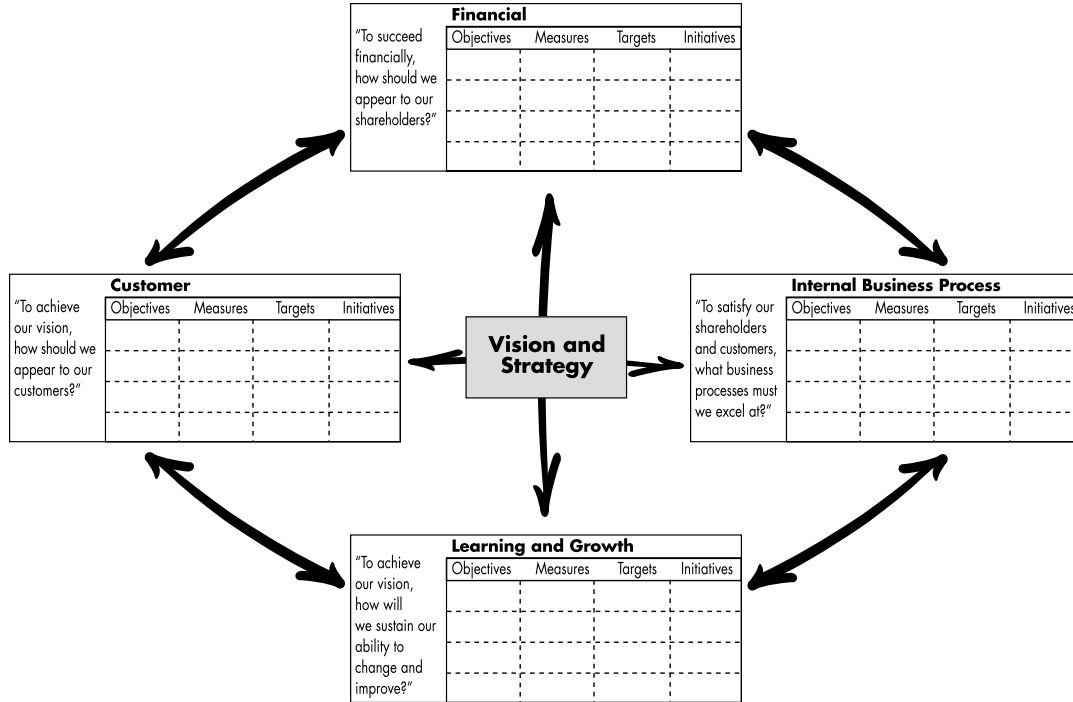 Financial
“To succeed
financially,
how should we
appear to our
shareholders?”
Objectives Measures Targets Initiatives
Customer
“To achieve
our vision,
how should we
appear to our
customers?”
Objectives Measures Targets Initiatives
Vision and
Strategy
Internal Business Process
“To satisfy our
shareholders
and customers,
what business
processes must
we excel at?”
Objectives Measures Targets Initiatives
Learning and Growth
“To achieve
our vision,
how will
we sustain our
ability to
change and
improve?”
Objectives Measures Targets Initiatives